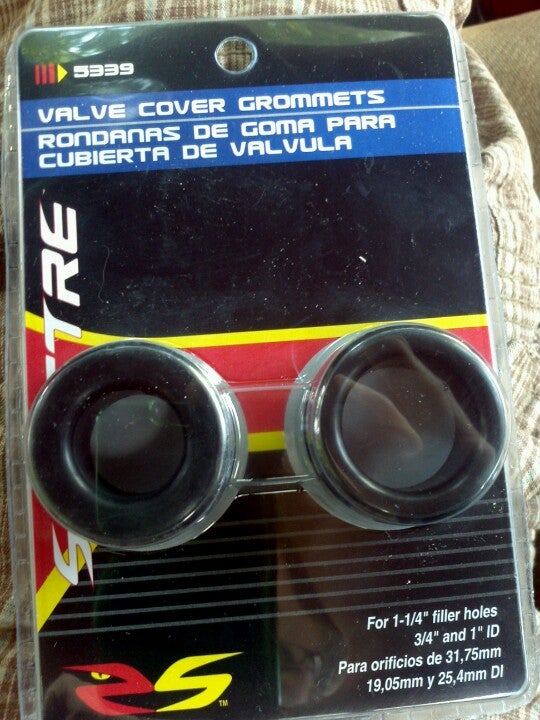 5339
VALVE COVER GROMMETS
RONDANAS DE GOMA PARA
CUBIERTA DE VALVULA
For 1-1/4" filler holes
3/4" and 1" ID
Para orificios de 31,75mm
19,05mm y 25,4mm DI
TM